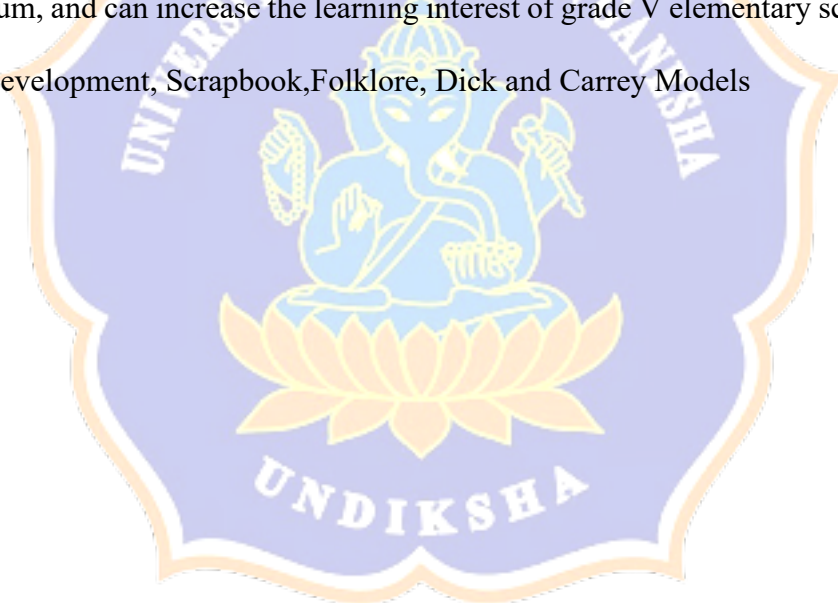 um, and can increase the learning interest of grade V elementary sc
evelopment, Scrapbook,Folklore, Dick and Carrey Models
UNDIKSHA